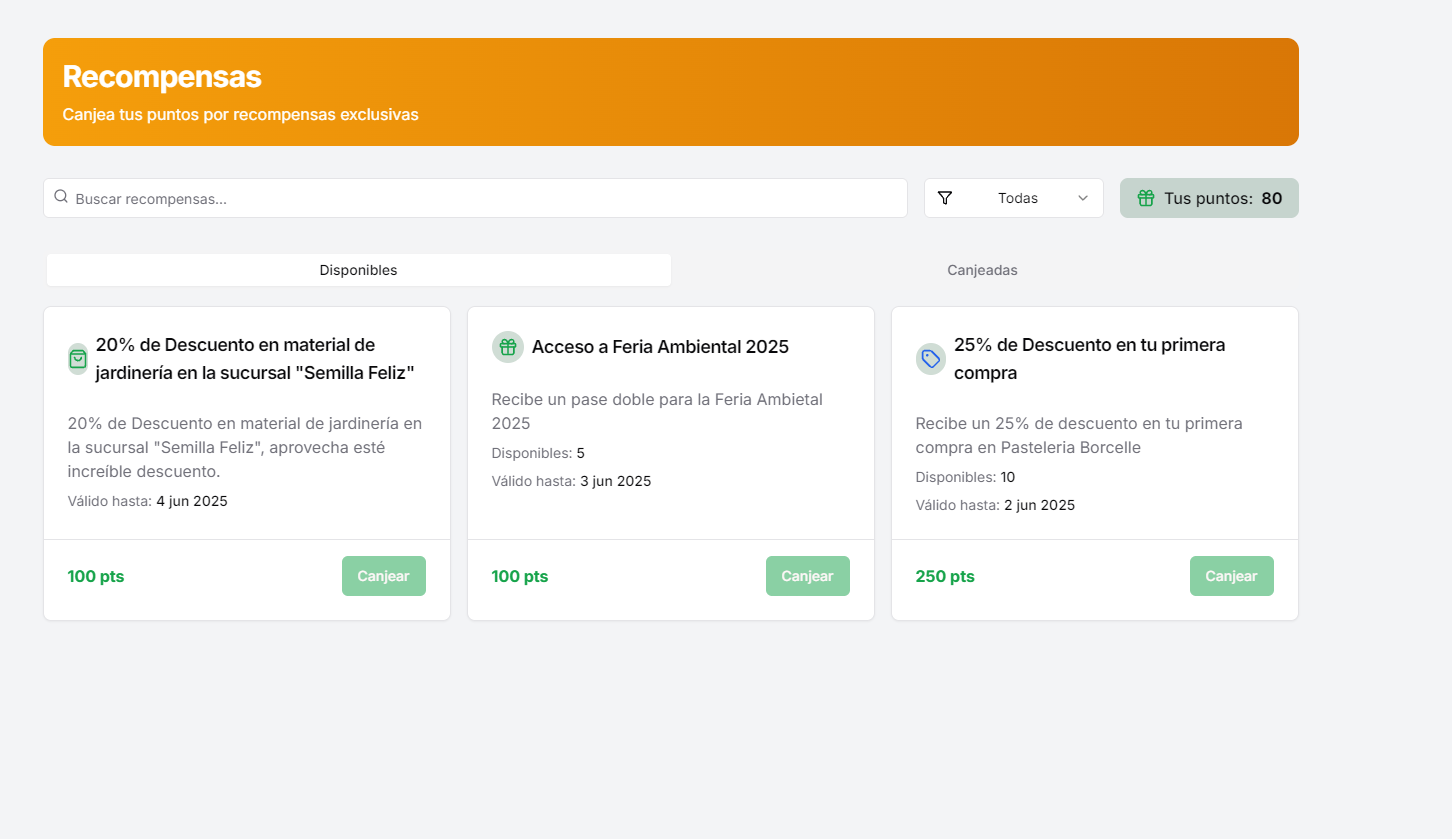 Recompensas
Canjea tus puntos por recompensas exclusivas
Buscar recompensas...
Todas
Tus puntos: 80
Disponibles
Canjeadas
20% de Descuento en material de
jardinería en la sucursal "Semilla Feliz"
20% de Descuento en material de jardinería en
la sucursal "Semilla Feliz", aprovecha esté
increíble descuento.
Válido hasta: 4 jun 2025
100 pts
Canjear
Acceso a Feria Ambiental 2025
Recibe un pase doble para la Feria Ambietal
2025
Disponibles: 5
Válido hasta: 3 jun 2025
100 pts
Canjear
25% de Descuento en tu primera
compra
Recibe un 25% de descuento en tu primera
compra en Pasteleria Borcelle
Disponibles: 10
Válido hasta: 2 jun 2025
250 pts
Canjear